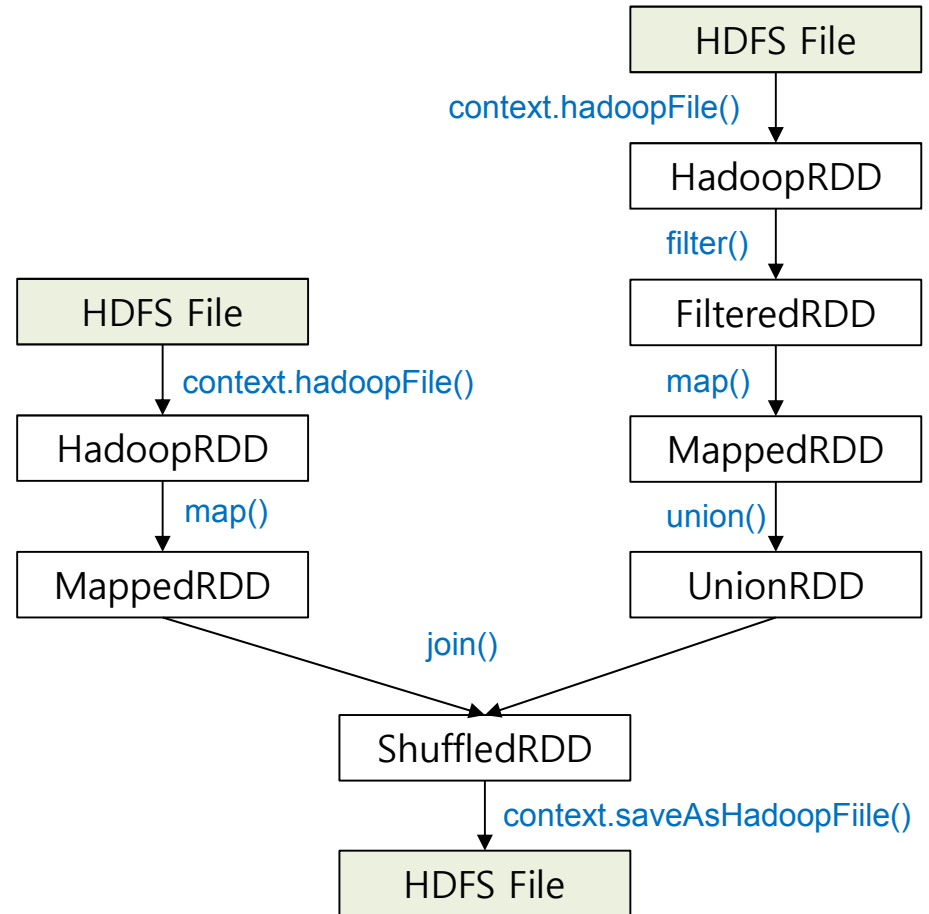 HDFS File
context.hadoopFile()
HadoopRDD
filter()
FilteredRDD
map()
MappedRDD
union()
UnionRDD
HDFS File
context.hadoopFile()
HadoopRDD
map()
MappedRDD
join()
ShuffledRDD
context.saveAsHadoopFiile()
HDFS File